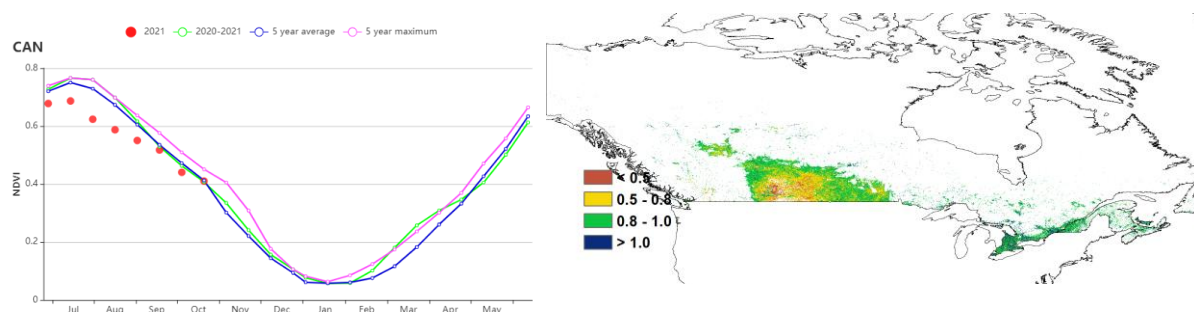 2021 2020-2021 5 year average 5 year maximum
CAN
0.8
0.6
0.4
0.2
0
NDVI
Jul Aug Sep Oct Nov Dec Jan Feb Mar Apr May
< 0.5
0.5 - 0.8
0.8 - 1.0
> 1.0